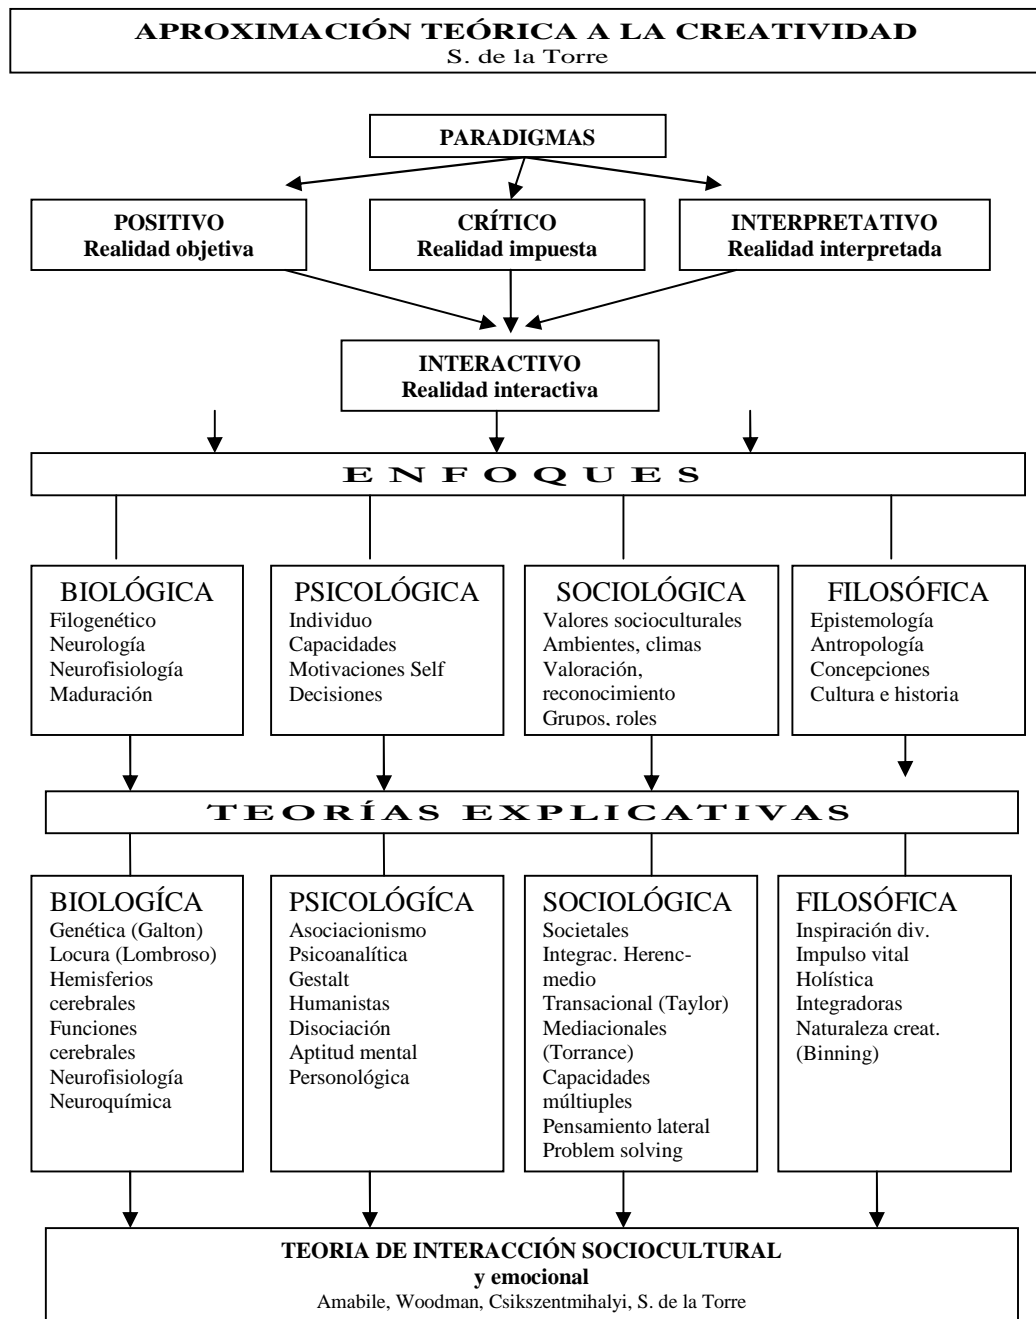 APROXIMACIÓN TEÓRICA A LA CREATIVIDAD
S. de la Torre
PARADIGMAS
POSITIVO
Realidad objetiva
CRÍTICO
Realidad impuesta
INTERPRETATIVO
Realidad interpretada
INTERACTIVO
Realidad interactiva
E N F O Q U E S
BIOLÓGICA
Filogenético
Neurología
Neurofisiología
Maduración
PSICOLÓGICA
Individuo
Capacidades
Motivaciones Self
Decisiones
SOCIOLÓGICA
Valores socioculturales
Ambientes, climas
Valoración,
reconocimiento
Grupos, roles
FILOSÓFICA
Epistemología
Antropología
Concepciones
Cultura e historia
TEORÍAS EXPLICATIVAS
BIOLOGÍCA
Genética (Galton)
Locura (Lombroso)
Hemisferios
cerebrales
Funciones
cerebrales
Neurofisiología
Neuroquímica
PSICOLÓGÍCA
Asociacionismo
Psicoanalítica
Gestalt
Humanistas
Disociación
Aptitud mental
Personológica
SOCIOLÓGICA
Societales
Integrac. Herenc-
medio
Transacional (Taylor)
Mediacionales
(Torrance)
Capacidades
múltiuples
Pensamiento lateral
Problem solving
FILOSÓFICA
Inspiración div.
Impulso vital
Holística
Integradoras
Naturaleza creat.
(Binning)
TEORIA DE INTERACCIÓN SOCIOCULTURAL
y emocional
Amabile, Woodman, Csikszentmihalyi, S. de la Torre